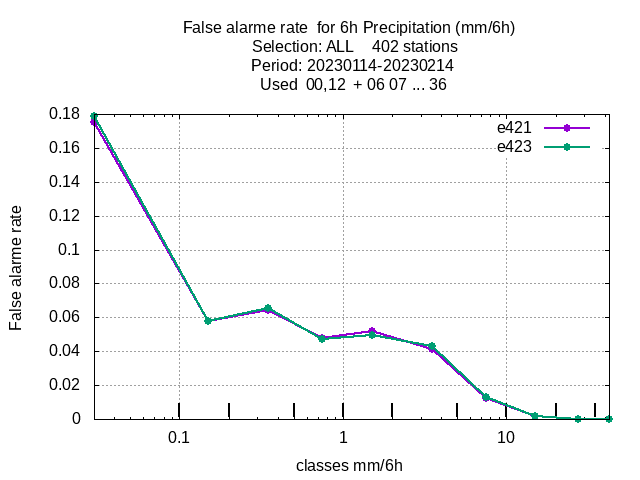 False alarme rate  for 6h Precipitation (mm/6h)
Selection: ALL    402 stations
Period: 20230114-20230214
Used  00,12  + 06 07 ... 36
0.18
e421
e423
0.16
0.14
0.12
0.1
0.08
0.06
0.04
0.02
0
False alarme rate
0.1 1 10
classes mm/6h